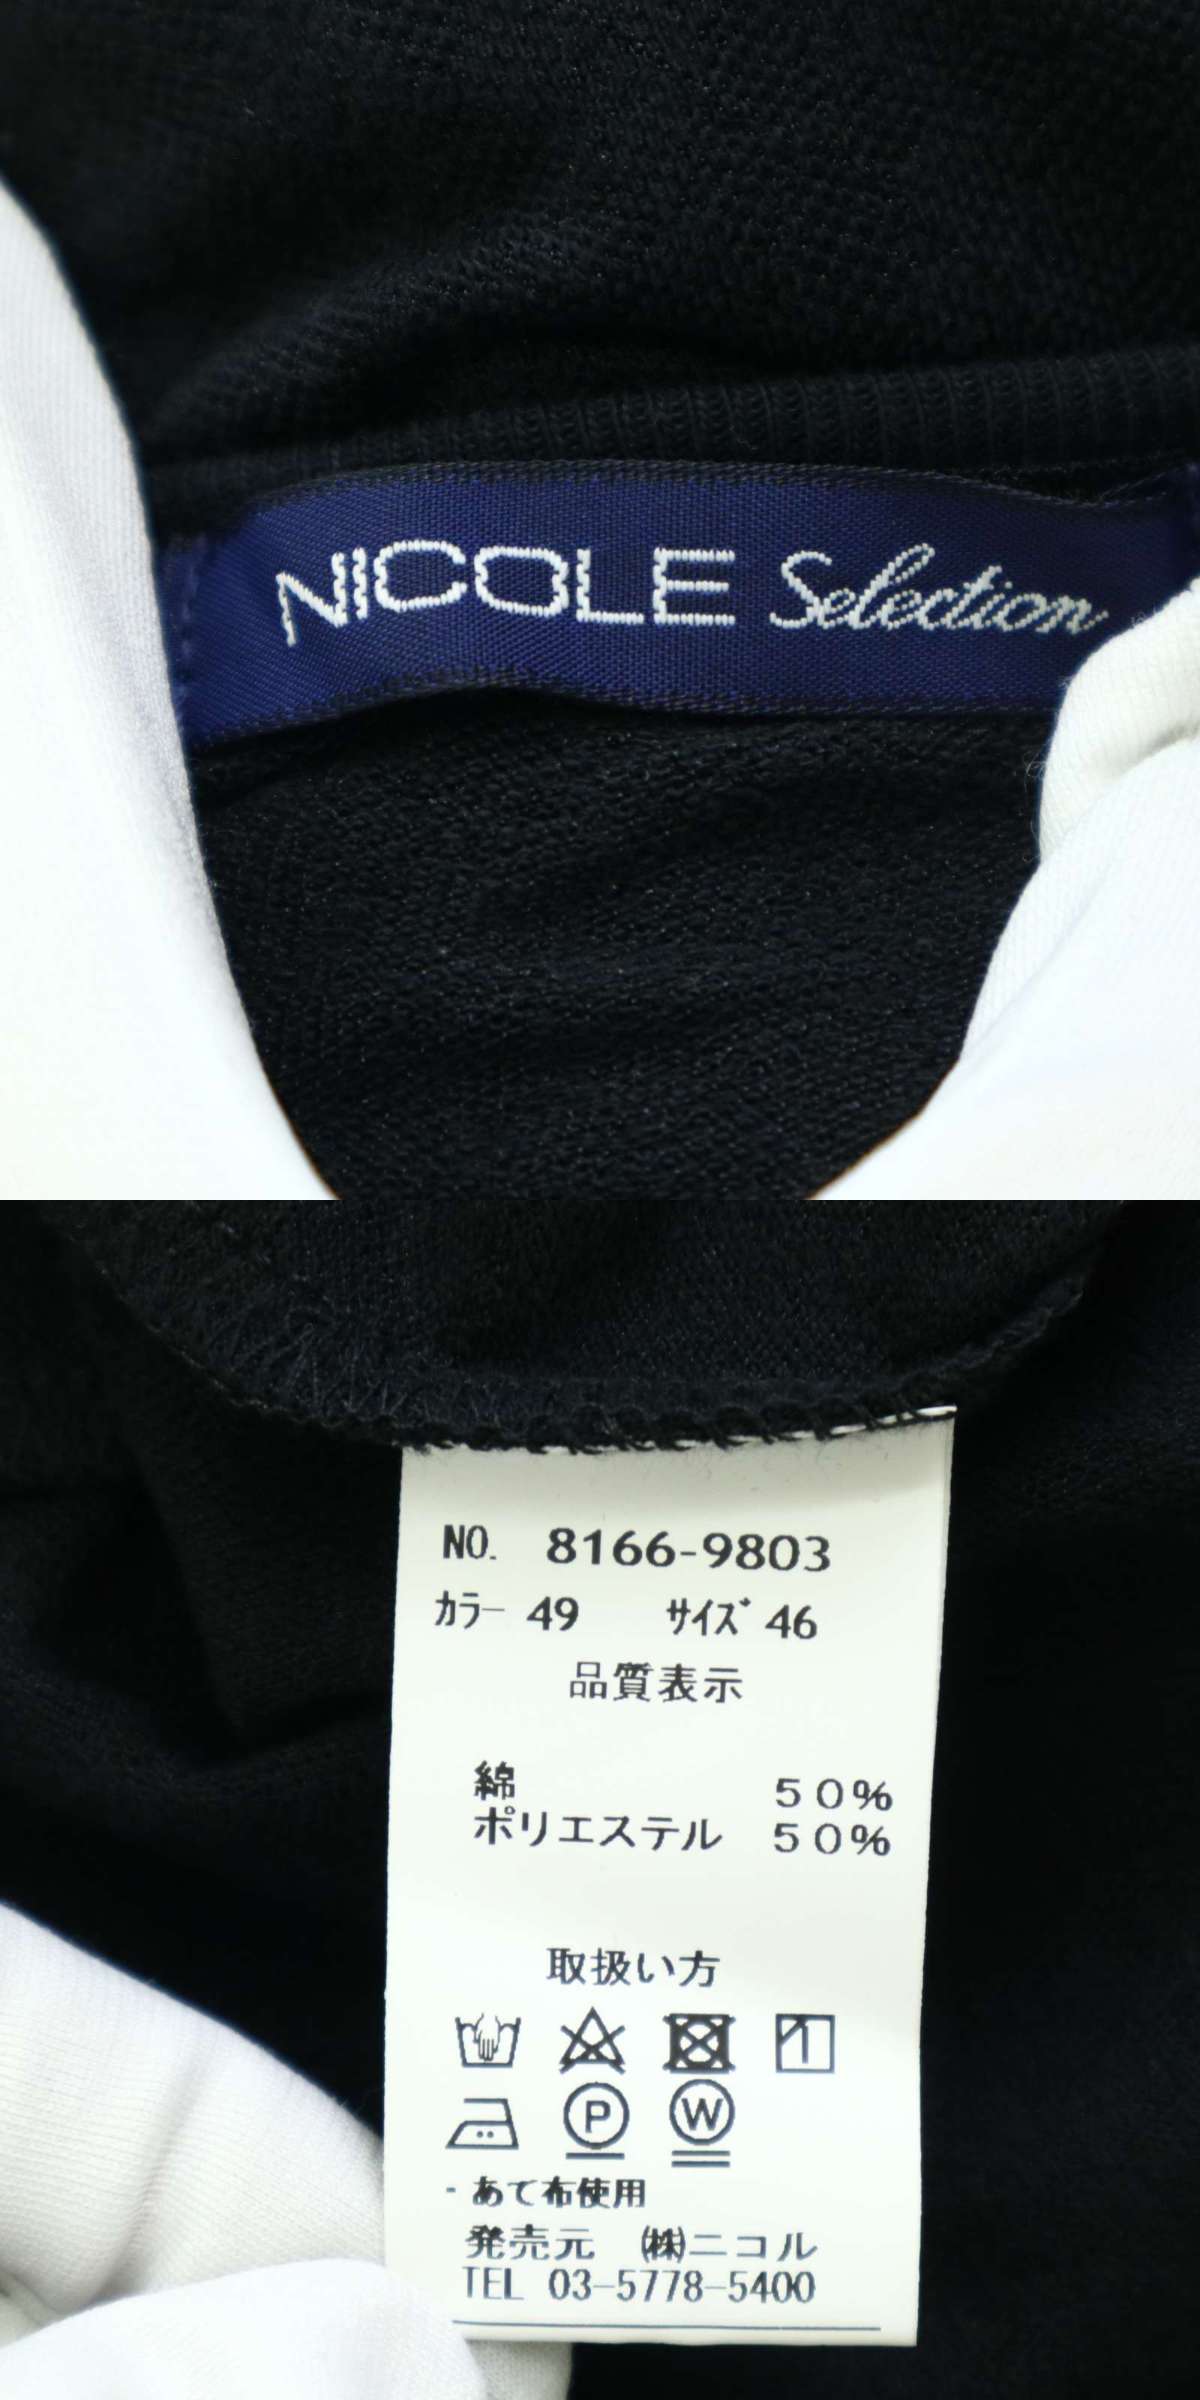 NICOLE Selection
NO. 8166-9803
ｶﾗｰ 49 ｻｲｽﾞ 46
品質表示
綿 ５０％
ポリエステル ５０％
取扱い方
P W
- あて布使用
発売元 ㈱ニコル
TEL 03-5778-5400